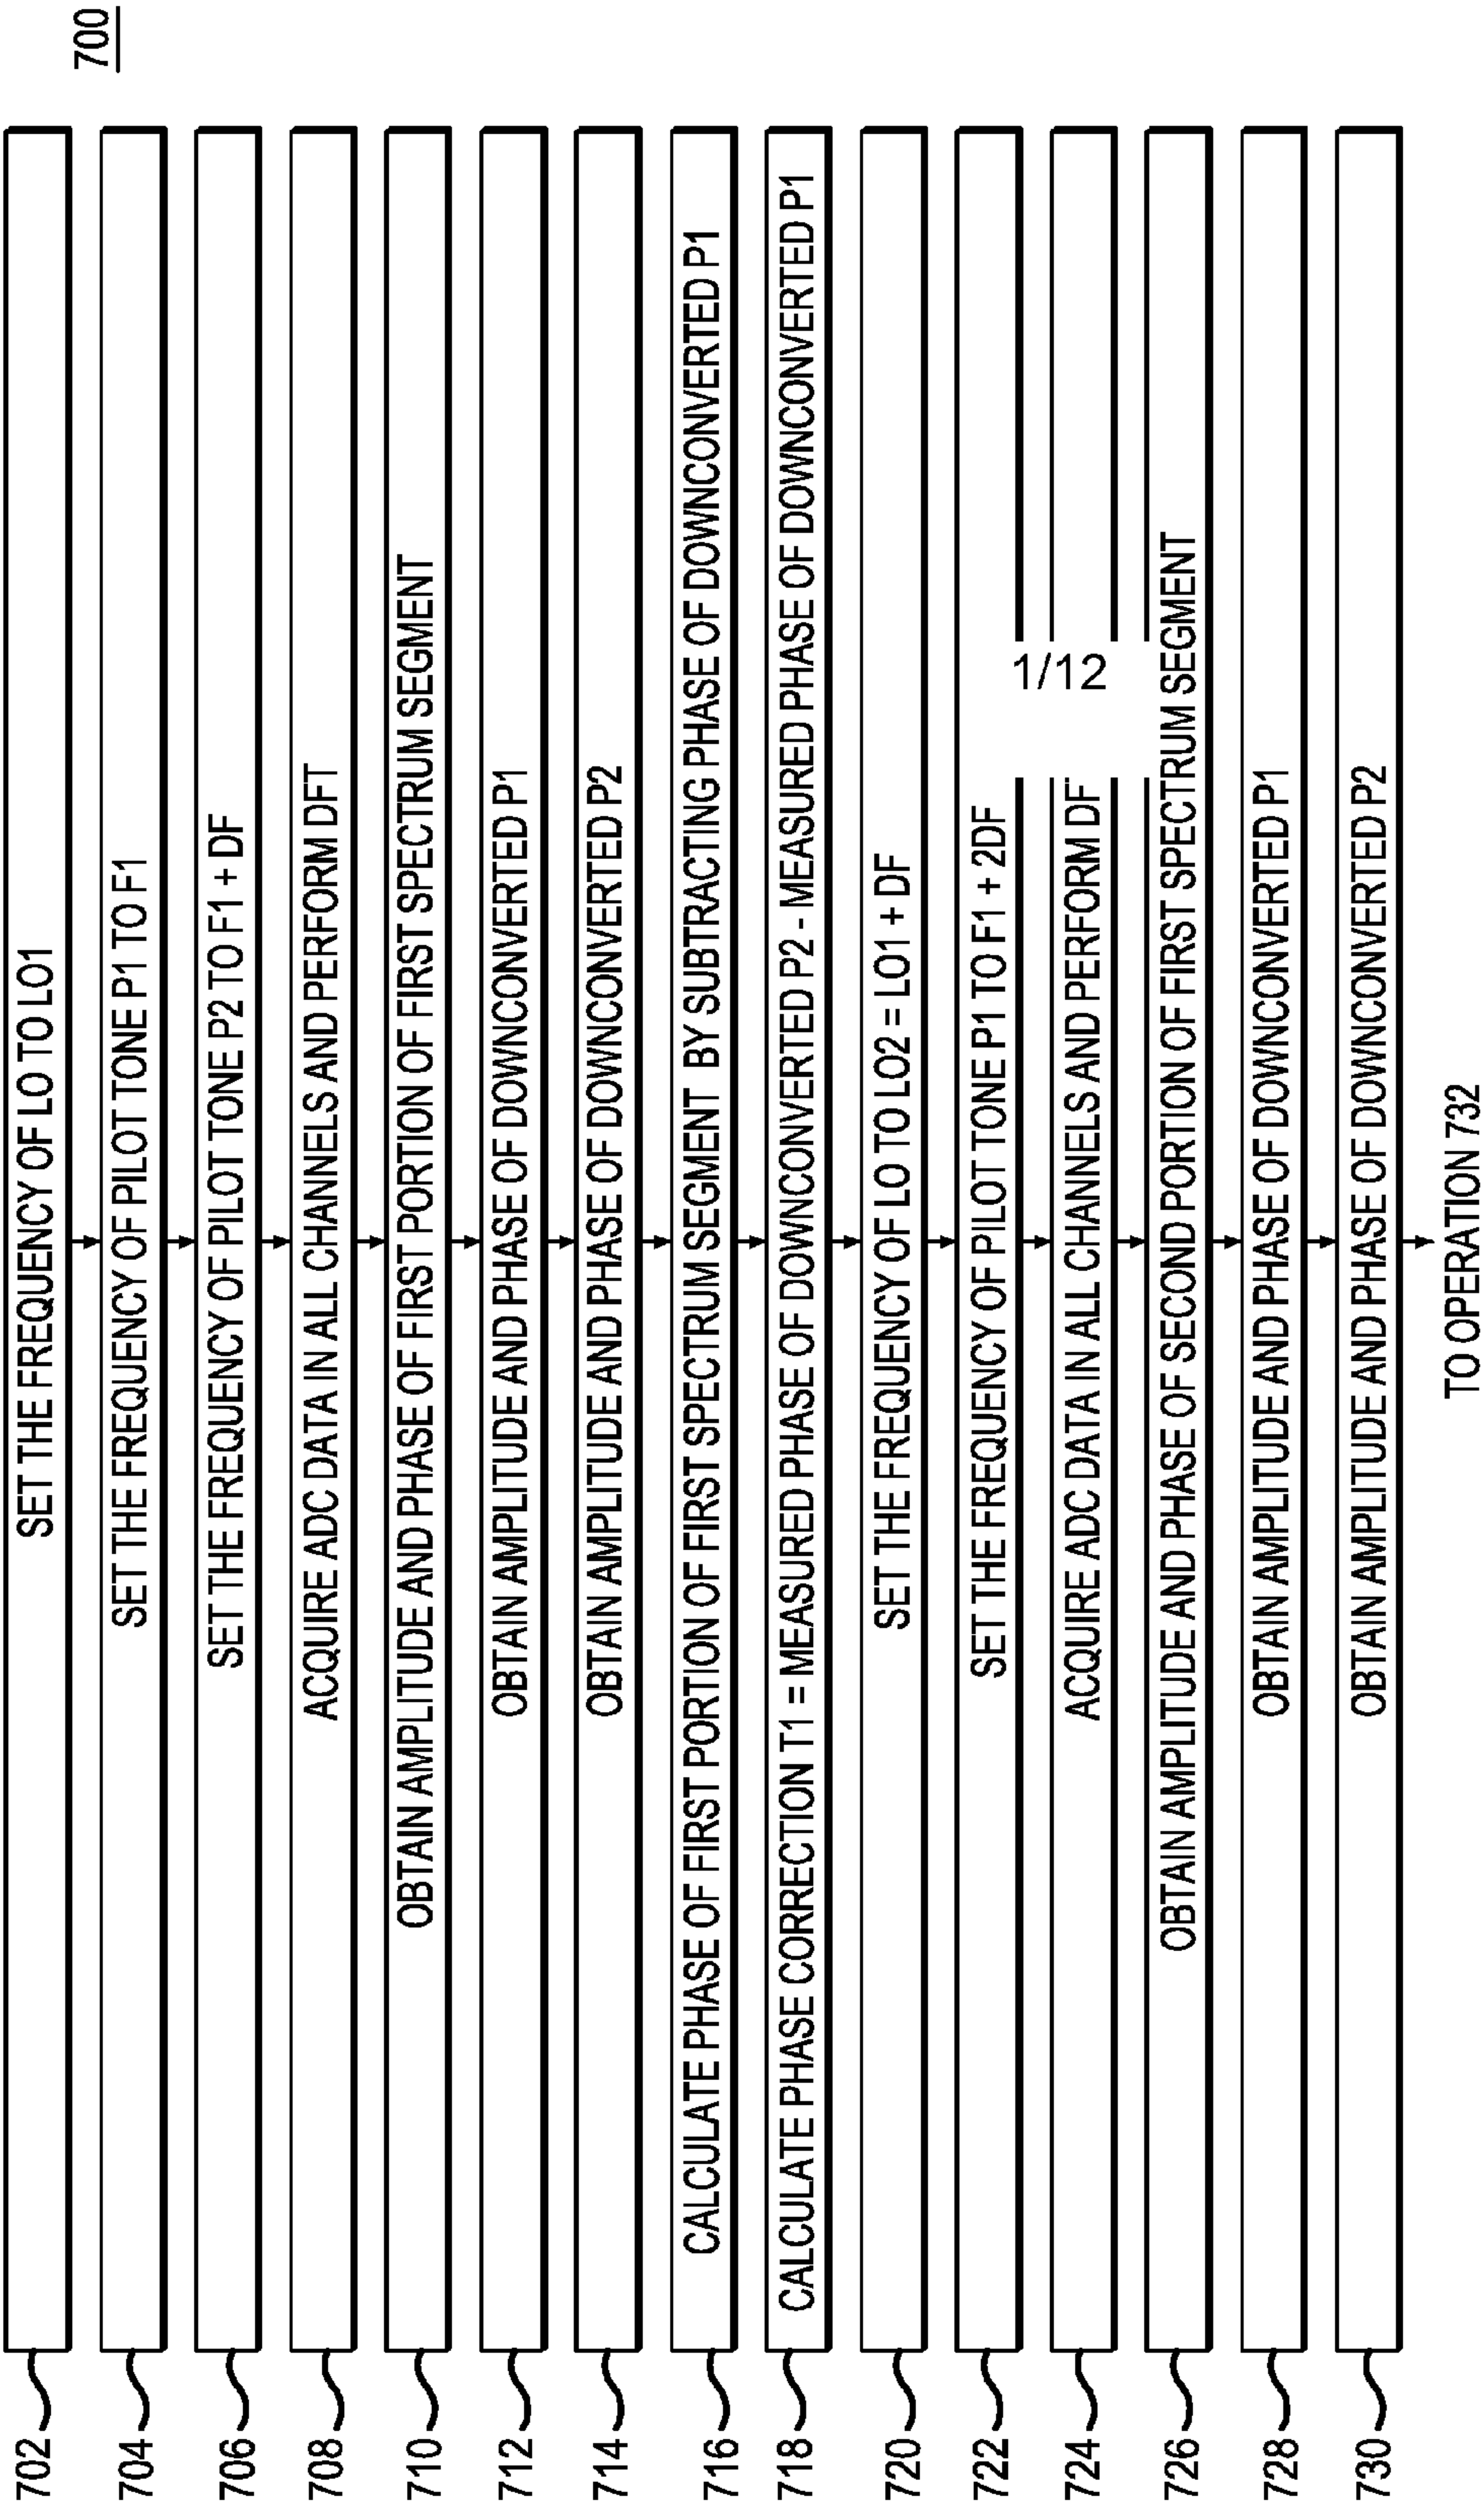 700
702 SET THE FREQUENCY OF LO TO LO1
704 SET THE FREQUENCY OF PILOT TONE P1 TO F1
706 SET THE FREQUENCY OF PILOT TONE P2 TO F1 + DF
708 ACQUIRE ADC DATA IN ALL CHANNELS AND PERFORM DFT
710 OBTAIN AMPLITUDE AND PHASE OF FIRST PORTION OF FIRST SPECTRUM SEGMENT
712 OBTAIN AMPLITUDE AND PHASE OF DOWNCONVERTED P1
714 OBTAIN AMPLITUDE AND PHASE OF DOWNCONVERTED P2
716 CALCULATE PHASE OF FIRST PORTION OF FIRST SPECTRUM SEGMENT BY SUBTRACTING PHASE OF DOWNCONVERTED P1
718 CALCULATE PHASE CORRECTION T1 = MEASURED PHASE OF DOWNCONVERTED P2 - MEASURED PHASE OF DOWNCONVERTED P1
720 SET THE FREQUENCY OF LO TO LO2 = LO1 + DF
722 SET THE FREQUENCY OF PILOT TONE P1 TO F1 + 2DF
724 ACQUIRE ADC DATA IN ALL CHANNELS AND PERFORM DF
1/12
726 OBTAIN AMPLITUDE AND PHASE OF SECOND PORTION OF FIRST SPECTRUM SEGMENT
728 OBTAIN AMPLITUDE AND PHASE OF DOWNCONVERTED P1
730 OBTAIN AMPLITUDE AND PHASE OF DOWNCONVERTED P2
TO OPERATION 732